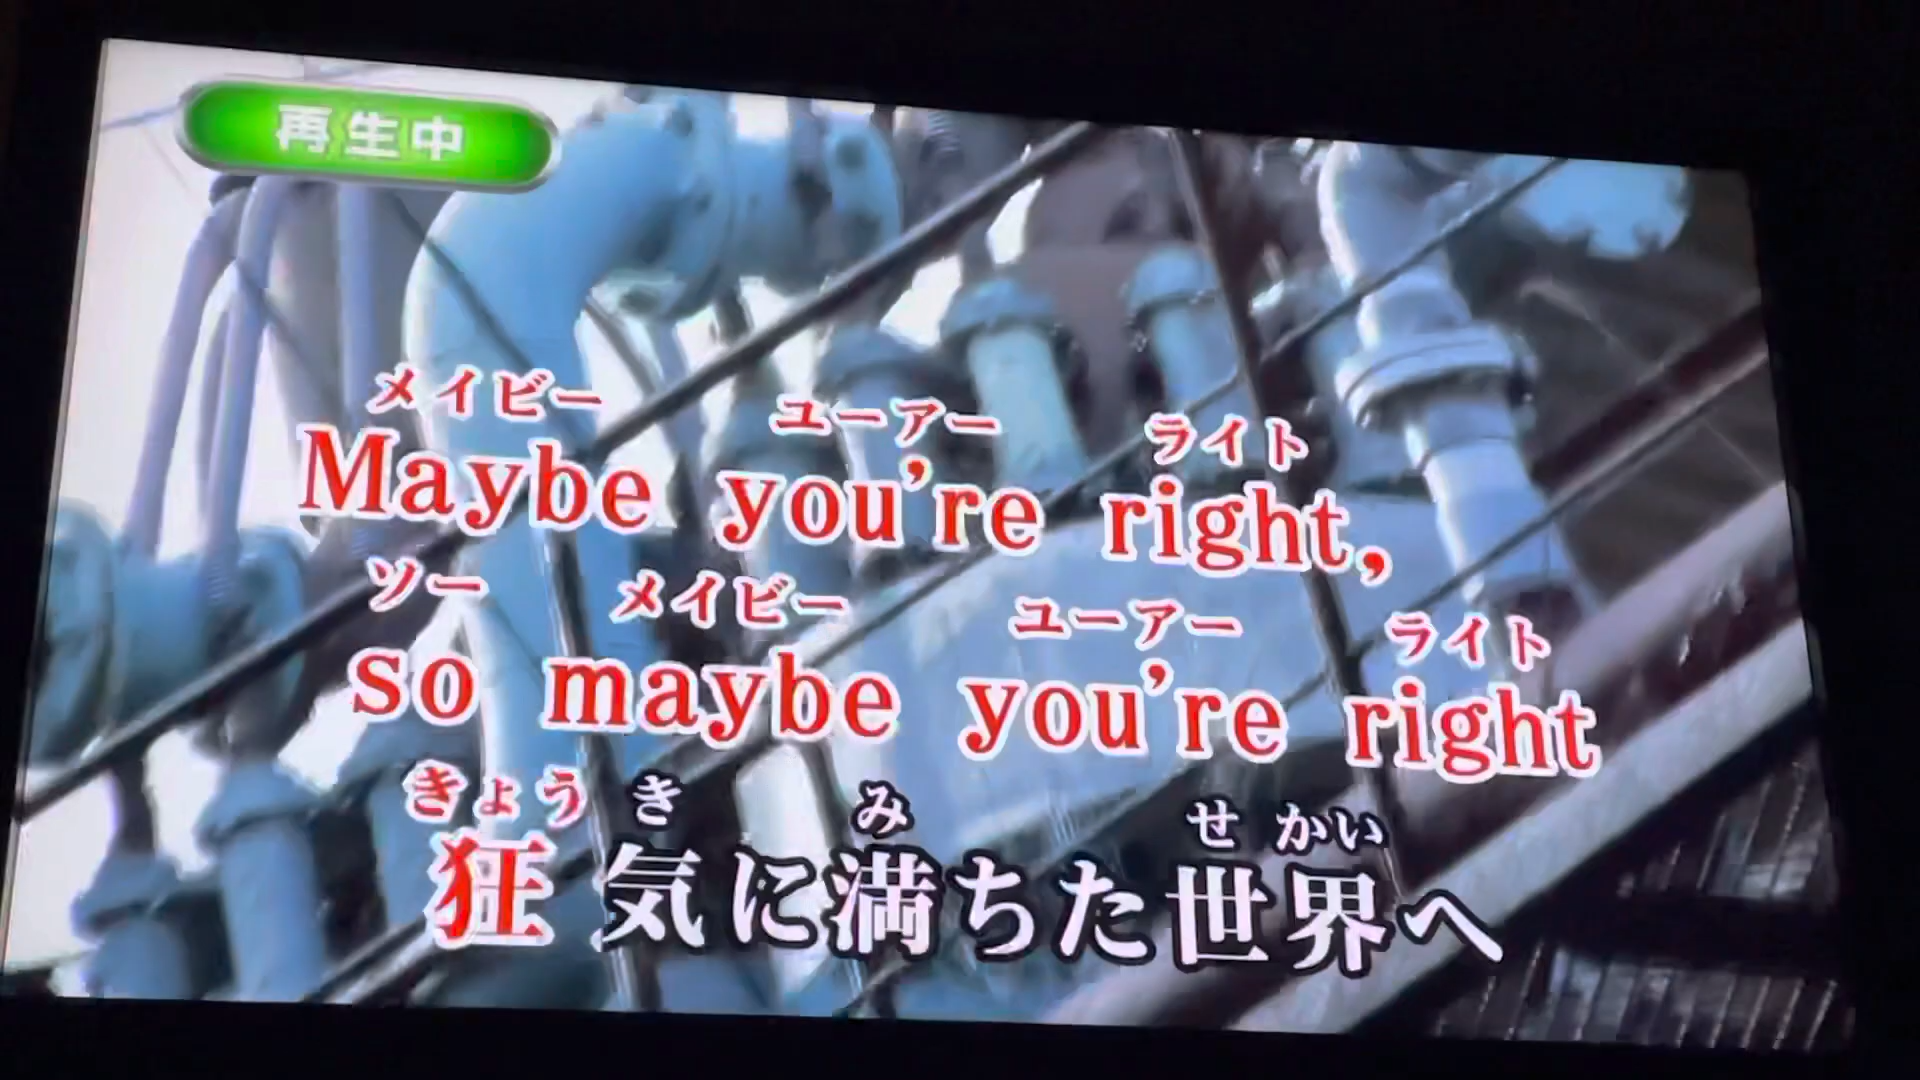 再生中
メイビー ユーアー ライト
Maybe you're right,
ソー メイビー ユーアー ライト
so maybe you're right
きょう き み せ かい
狂気に満ちた世界へ